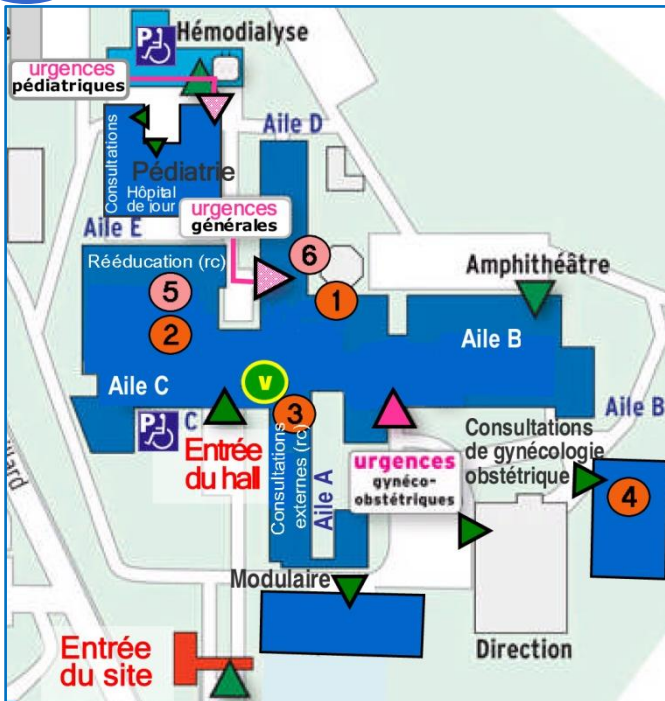 P
Hémodialyse
urgences
pédiatriques
Aile D
Consultations
Pédiatrie
Hôpital
de jour
urgences
générales
Aile E
Rééducation (rc)
6
5
1
Amphithéâtre
2
Aile B
Aile C
V
3
P
C
Aile B
Entrée
du hall
Consultations
externes (rc)
Aile A
urgences
gynéco-
obstétriques
Consultations
de gynécologie
obstétrique
4
Modulaire
Direction
Entrée
du site